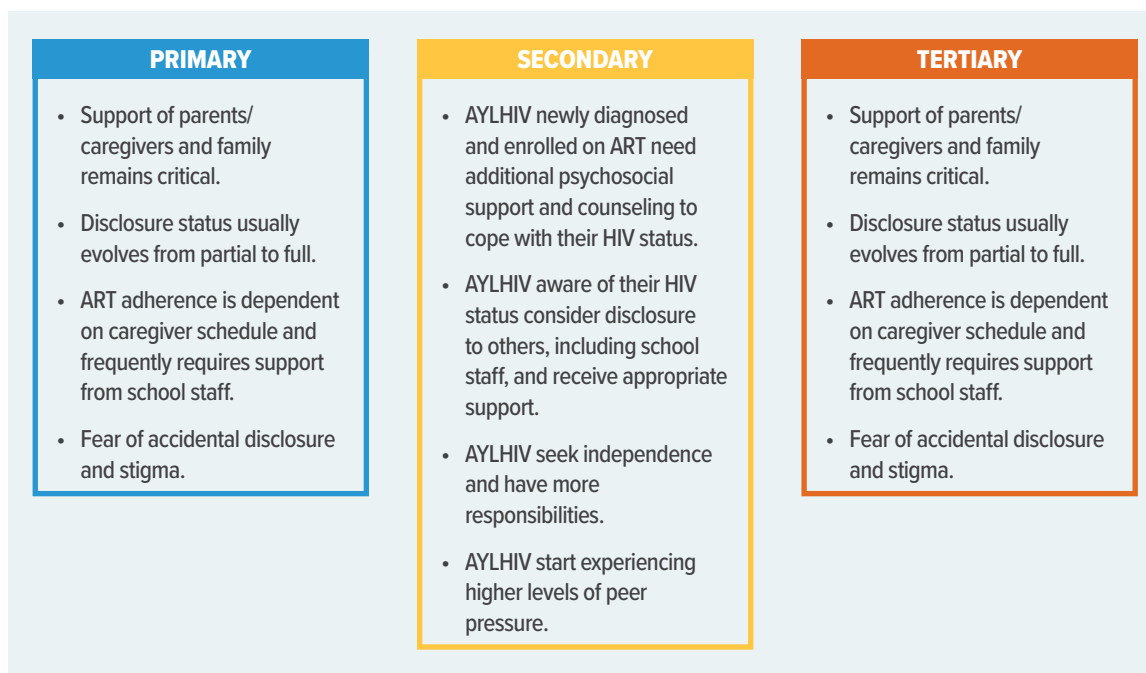 PRIMARY
• Support of parents/
caregivers and family
remains critical.
• Disclosure status usually
evolves from partial to full.
• ART adherence is dependent
on caregiver schedule and
frequently requires support
from school staff.
• Fear of accidental disclosure
and stigma.
SECONDARY
• AYLHIV newly diagnosed
and enrolled on ART need
additional psychosocial
support and counseling to
cope with their HIV status.
• AYLHIV aware of their HIV
status consider disclosure
to others, including school
staff, and receive appropriate
support.
• AYLHIV seek independence
and have more
responsibilities.
• AYLHIV start experiencing
higher levels of peer
pressure.
TERTIARY
• Support of parents/
caregivers and family
remains critical.
• Disclosure status usually
evolves from partial to full.
• ART adherence is dependent
on caregiver schedule and
frequently requires support
from school staff.
• Fear of accidental disclosure
and stigma.